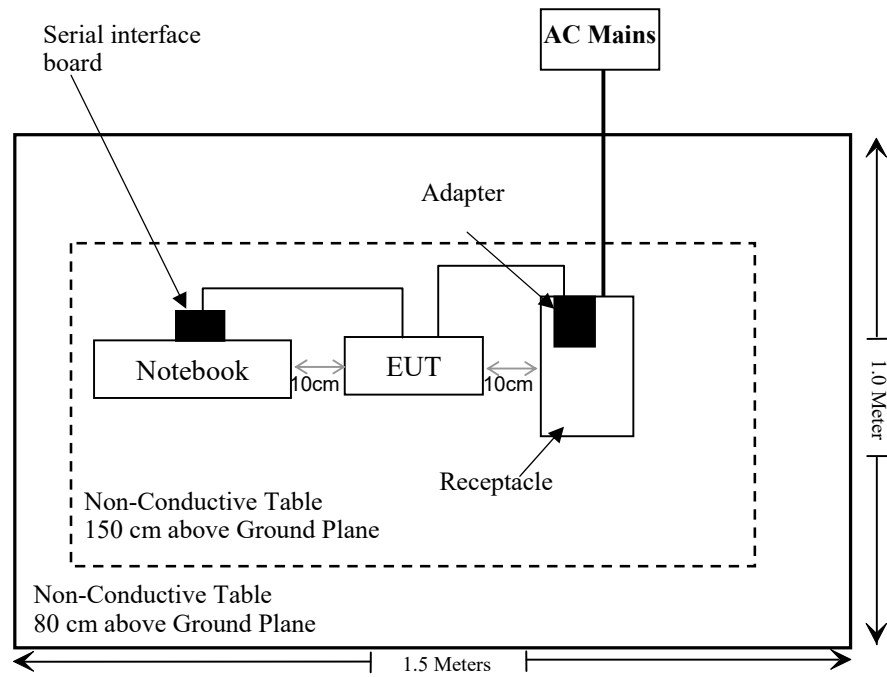 Serial interface
board
AC Mains
Adapter
Notebook
10cm
EUT
10cm
1.0 Meter
Receptacle
Non-Conductive Table
150 cm above Ground Plane
Non-Conductive Table
80 cm above Ground Plane
1.5 Meters